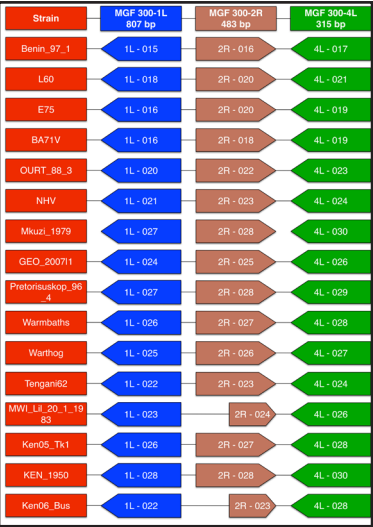 Strain MGF 300-1L MGF 300-2R MGF 300-4L
807 bp 483 bp 315 bp
Benin_97_1 1L - 015 2R - 016 4L - 017
L60 1L - 018 2R - 020 4L - 021
E75 1L - 016 2R - 020 4L - 019
BA71V 1L - 016 2R - 018 4L - 019
OURT_88_3 1L - 020 2R - 022 4L - 023
NHV 1L - 021 2R - 023 4L - 024
Mkuzi_1979 1L - 027 2R - 028 4L - 030
GEO_2007I1 1L - 024 2R - 025 4L - 026
Pretorisuskop_96
_4 1L - 027 2R - 028 4L - 029
Warmbaths 1L - 026 2R - 027 4L - 028
Warthog 1L - 025 2R - 026 4L - 027
Tengani62 1L - 022 2R - 023 4L - 024
MWI_Lil_20_1_19
83 1L - 023 2R - 024 4L - 026
Ken05_Tk1 1L - 026 2R - 027 4L - 028
KEN_1950 1L - 028 2R - 028 4L - 030
Ken06_Bus 1L - 022 2R - 023 4L - 028